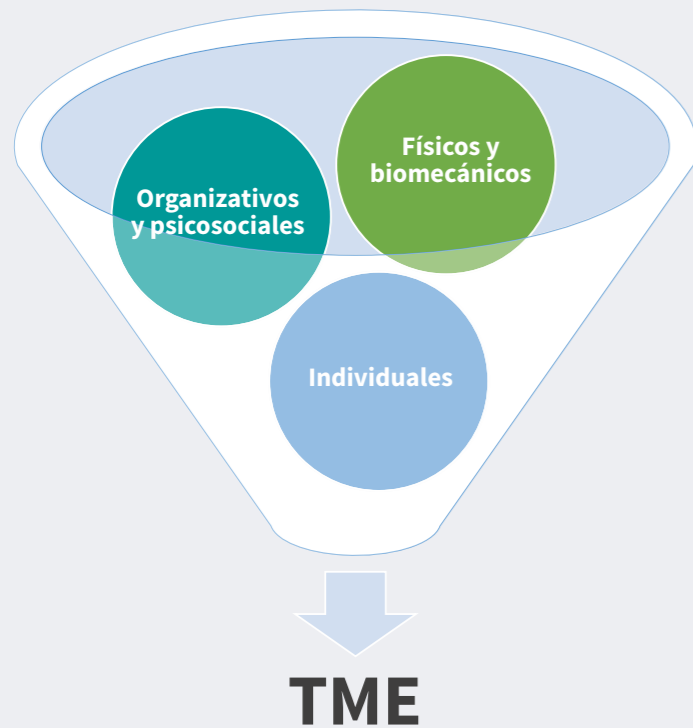 Físicos y
biomecánicos
Organizativos
y psicosociales
Individuales
TME